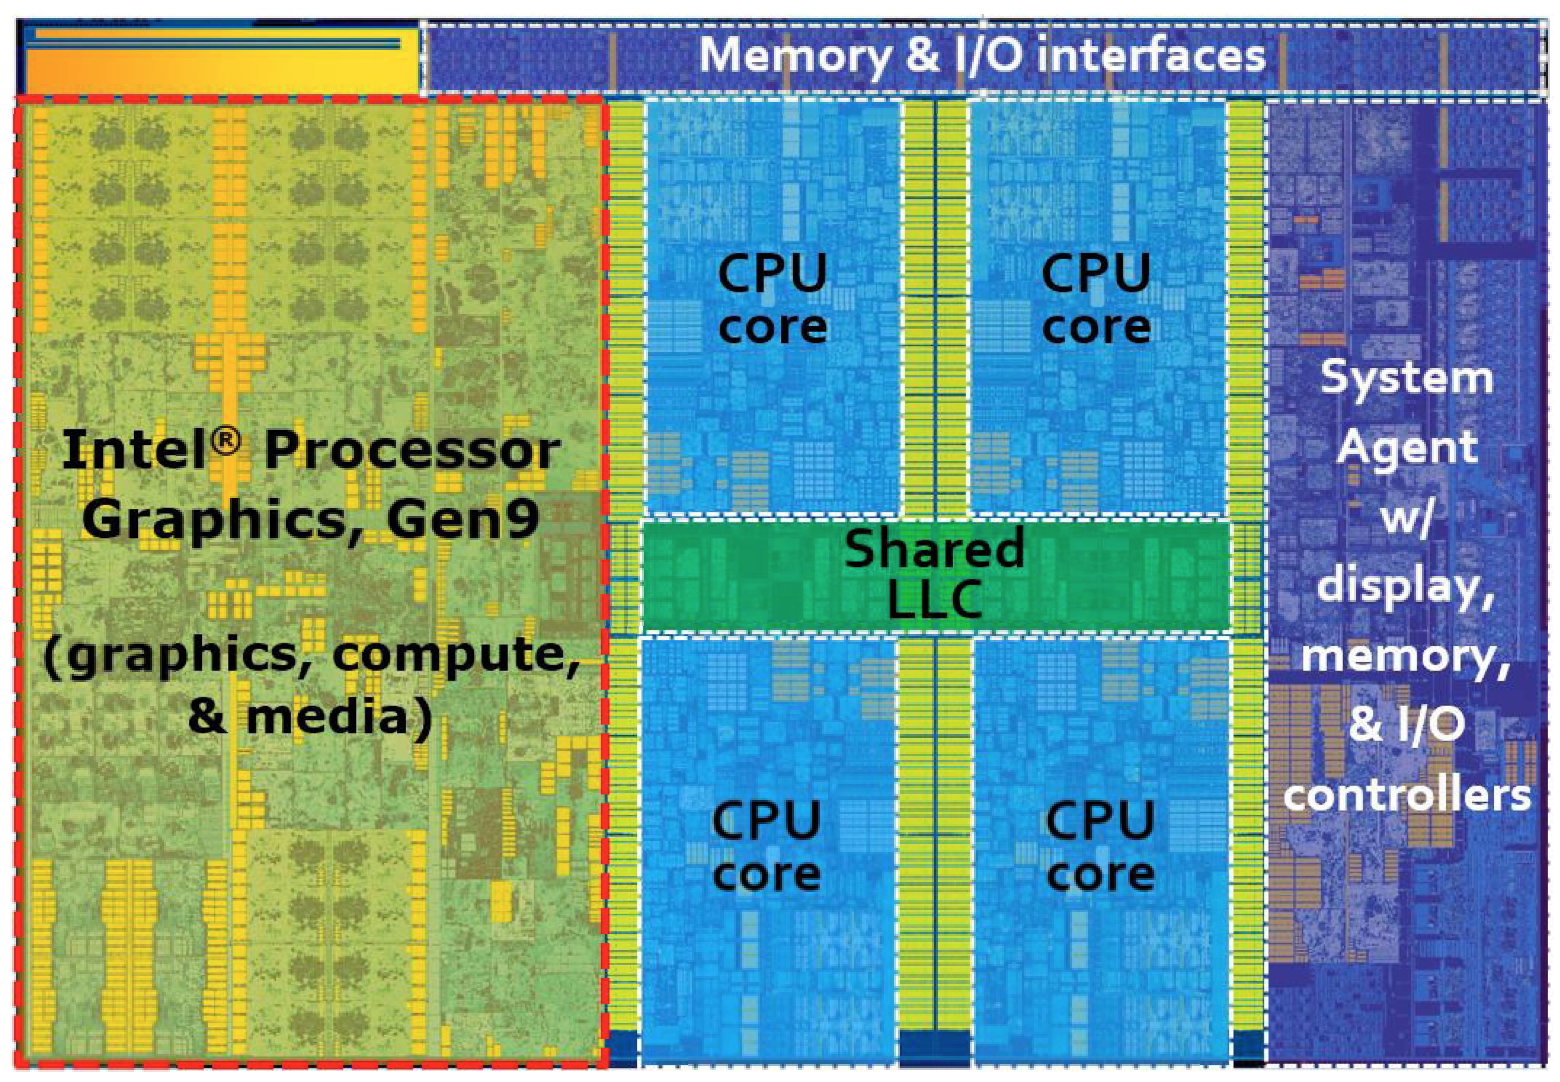 Memory & I/O interfaces
Intel® Processor
Graphics, Gen9
(graphics, compute,
& media)
CPU
core
CPU
core
Shared
LLC
CPU
core
CPU
core
System
Agent
w/
display,
memory,
& I/O
controllers